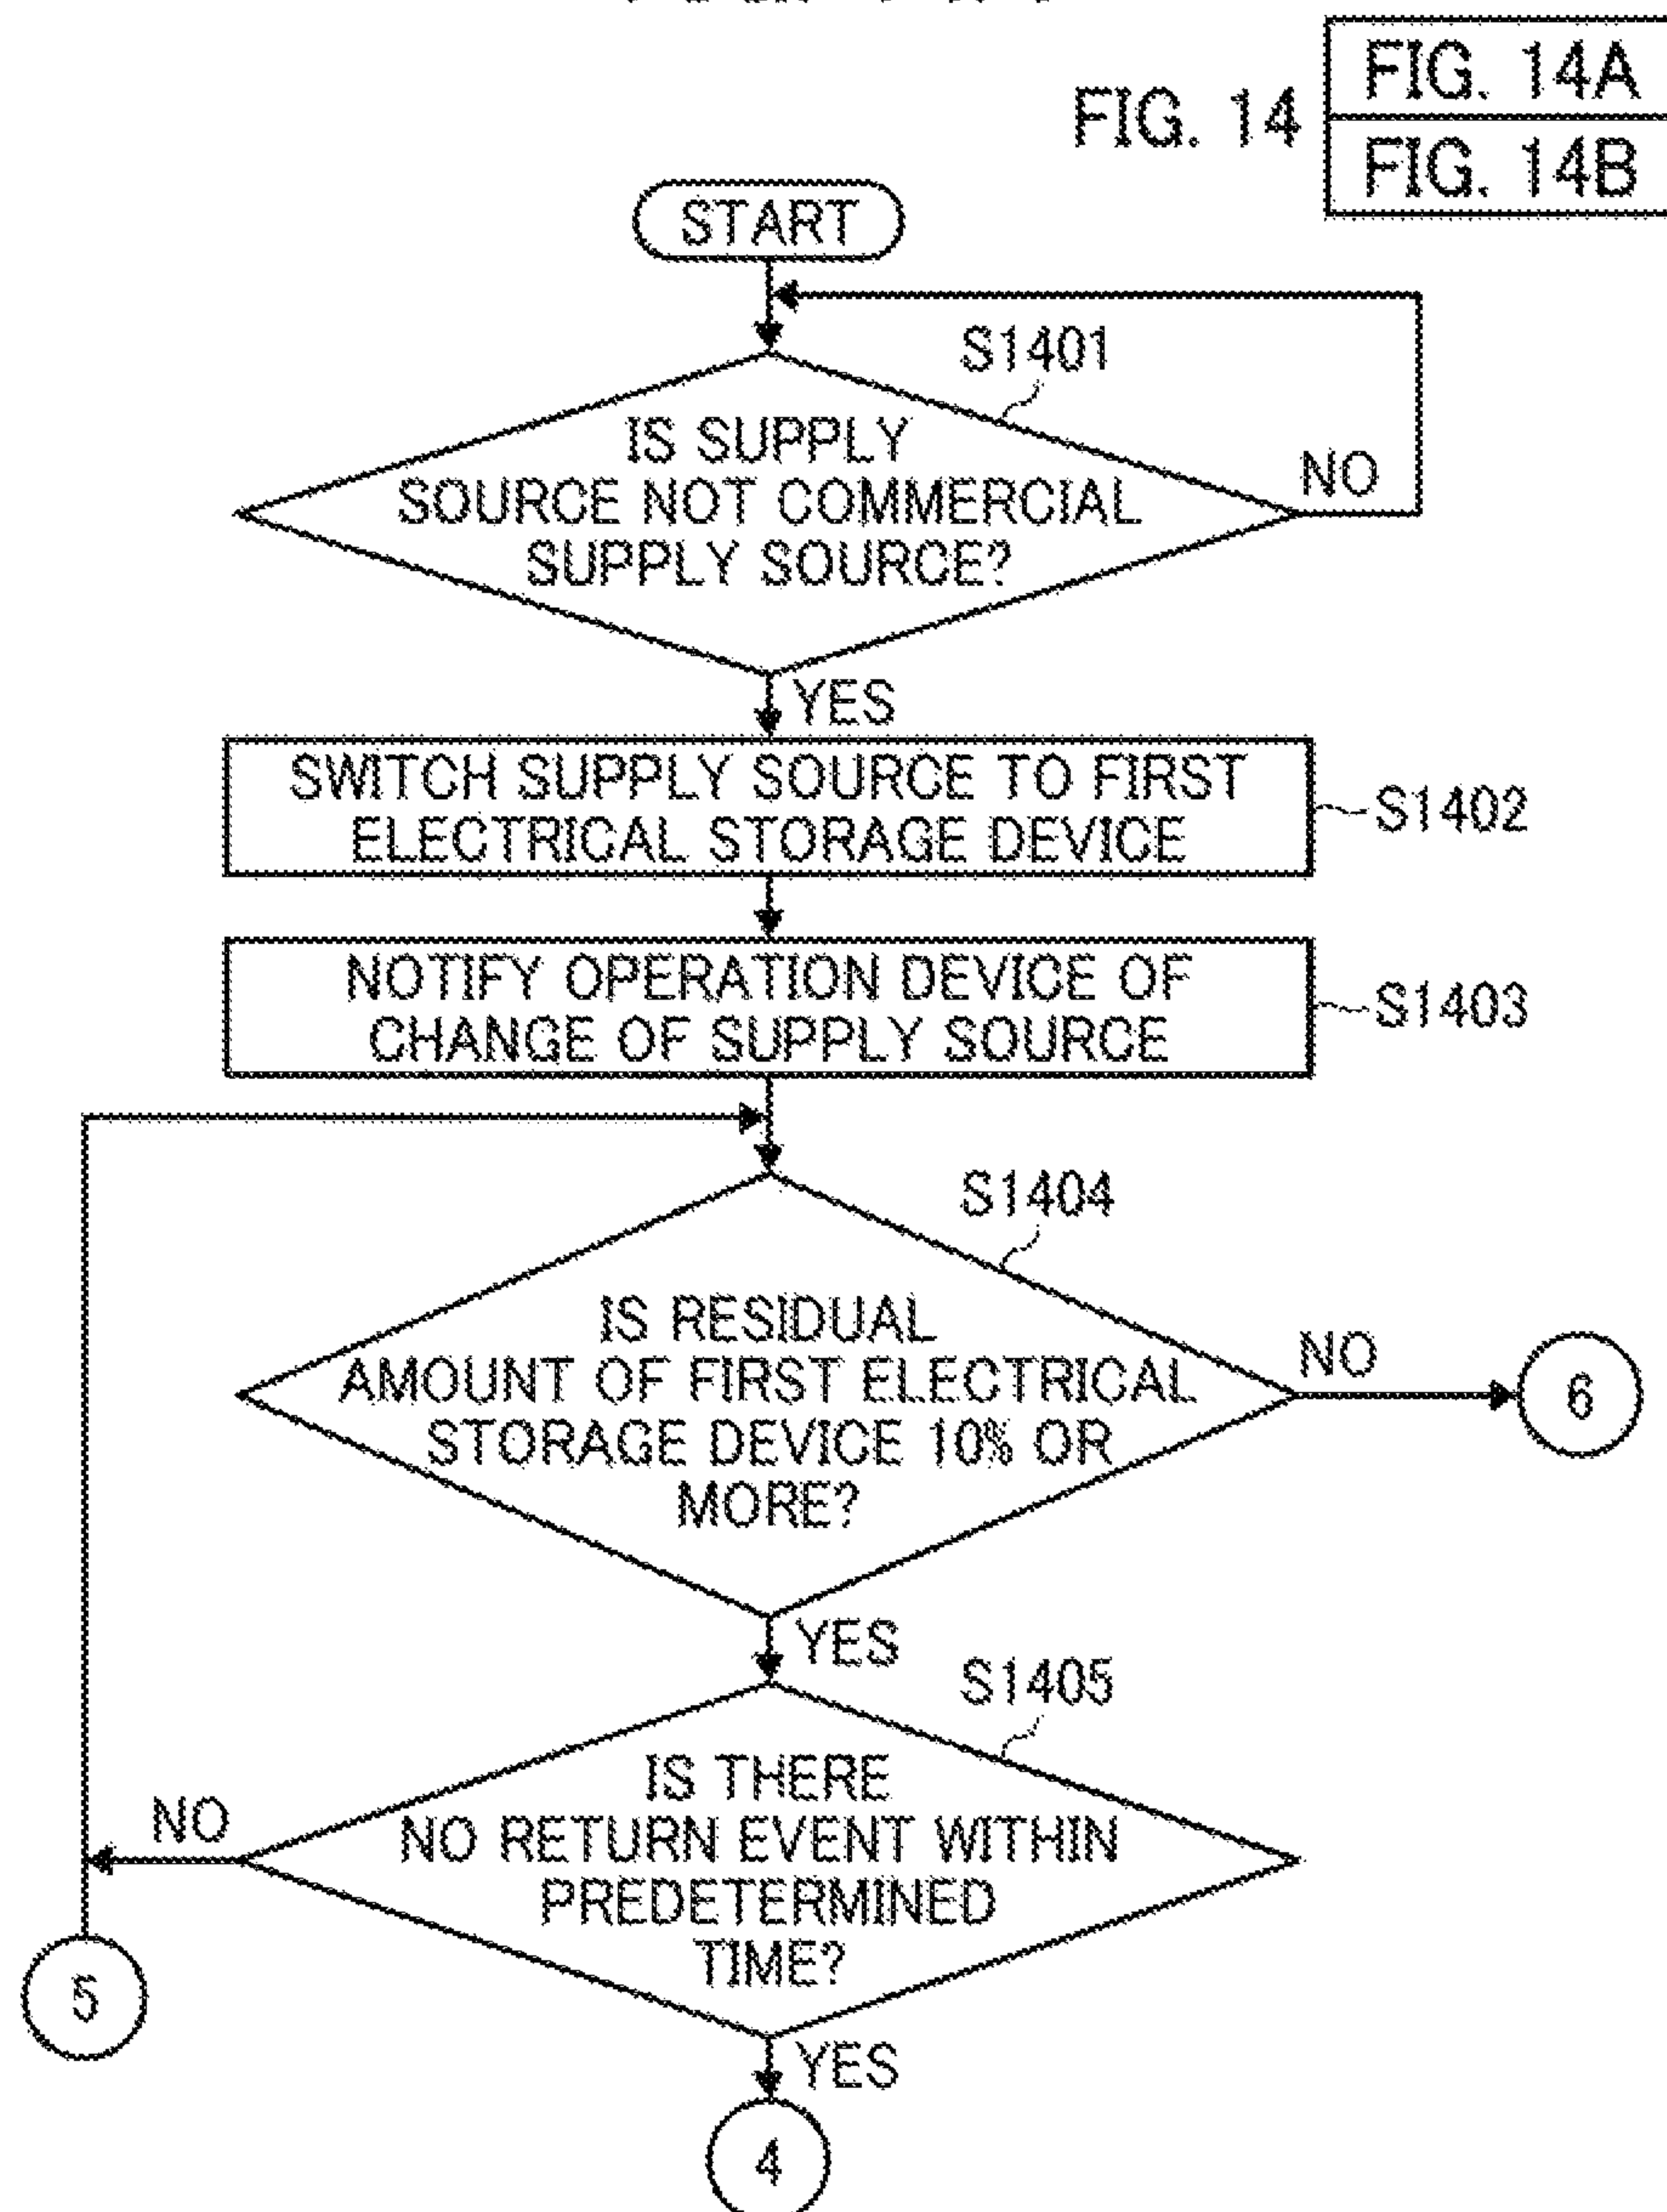 FIG. 14
FIG. 14A
FIG. 14B
START
S1401
IS SUPPLY
SOURCE NOT COMMERCIAL
SUPPLY SOURCE?
NO
YES
SWITCH SUPPLY SOURCE TO FIRST
ELECTRICAL STORAGE DEVICE
S1402
NOTIFY OPERATION DEVICE OF
CHANGE OF SUPPLY SOURCE
S1403
S1404
IS RESIDUAL
AMOUNT OF FIRST ELECTRICAL
STORAGE DEVICE 10% OR
MORE?
NO
6
YES
S1405
IS THERE
NO RETURN EVENT WITHIN
PREDETERMINED
TIME?
NO
5
YES
4